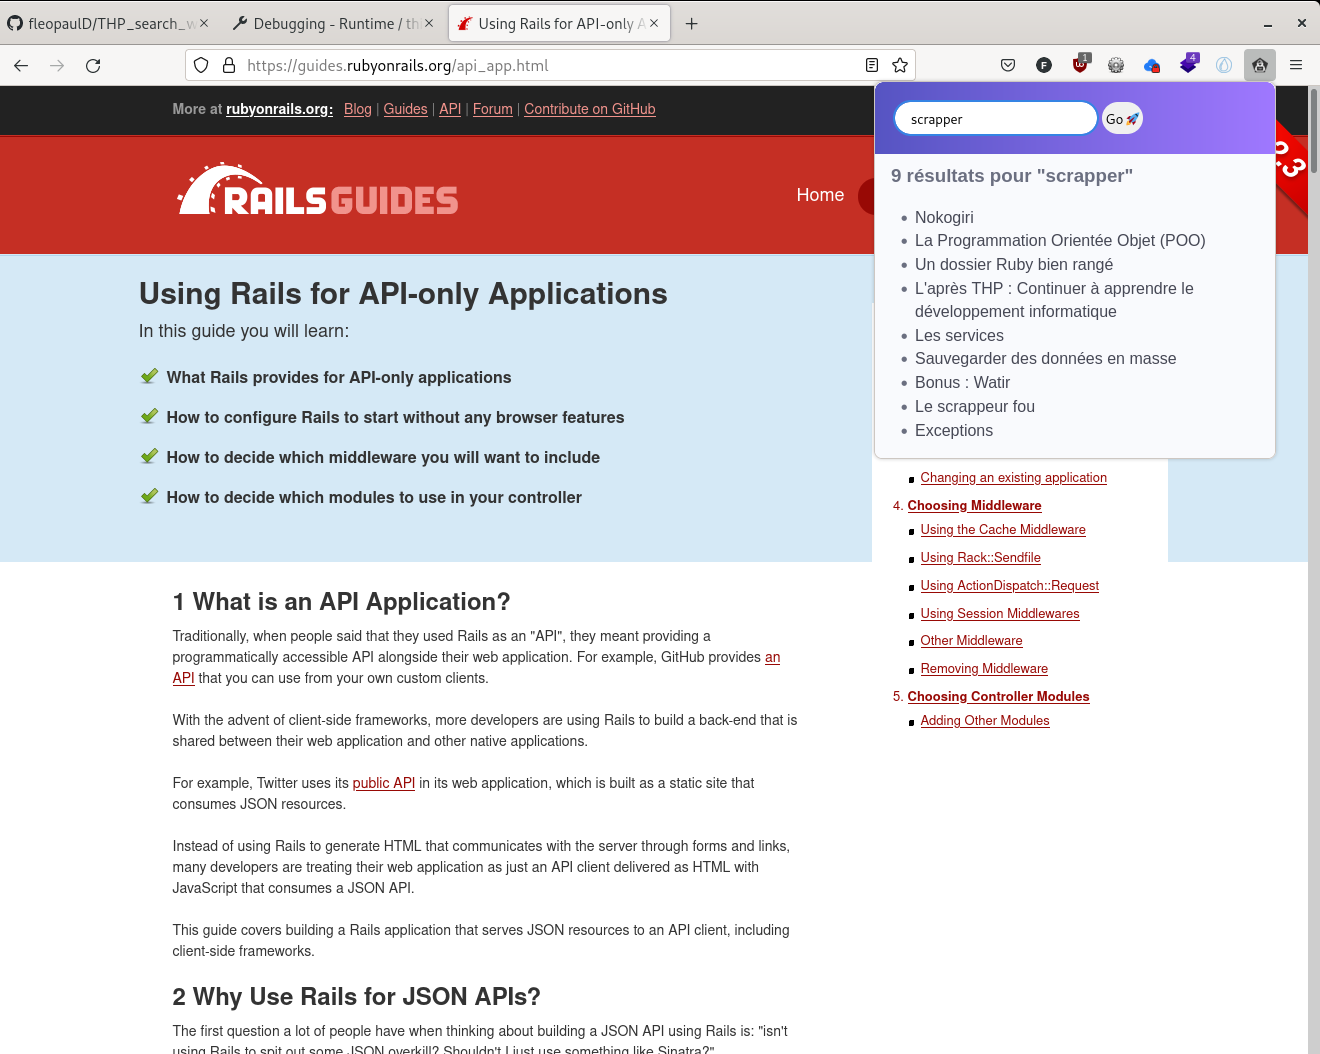 fleopaulD/THP_search_w
Debugging - Runtime / th
Using Rails for API-only A
https://guides.rubyonrails.org/api_app.html
1
4
More at rubyonrails.org: Blog | Guides | API | Forum | Contribute on GitHub
RAILSGUIDES
Home
scrapper
Go 🚀
9 résultats pour "scrapper"
Nokogiri
La Programmation Orientée Objet (POO)
Un dossier Ruby bien rangé
L'après THP : Continuer à apprendre le
développement informatique
Les services
Sauvegarder des données en masse
Bonus : Watir
Le scrappeur fou
Exceptions
Using Rails for API-only Applications
In this guide you will learn:
What Rails provides for API-only applications
How to configure Rails to start without any browser features
How to decide which middleware you will want to include
How to decide which modules to use in your controller
Changing an existing application
4. Choosing Middleware
Using the Cache Middleware
Using Rack::Sendfile
Using ActionDispatch::Request
Using Session Middlewares
Other Middleware
Removing Middleware
5. Choosing Controller Modules
Adding Other Modules
1 What is an API Application?
Traditionally, when people said that they used Rails as an "API", they meant providing a
programmatically accessible API alongside their web application. For example, GitHub provides an
API that you can use from your own custom clients.
With the advent of client-side frameworks, more developers are using Rails to build a back-end that is
shared between their web application and other native applications.
For example, Twitter uses its public API in its web application, which is built as a static site that
consumes JSON resources.
Instead of using Rails to generate HTML that communicates with the server through forms and links,
many developers are treating their web application as just an API client delivered as HTML with
JavaScript that consumes a JSON API.
This guide covers building a Rails application that serves JSON resources to an API client, including
client-side frameworks.
2 Why Use Rails for JSON APIs?
The first question a lot of people have when thinking about building a JSON API using Rails is: "isn't
using Rails to spit out some JSON overkill? Shouldn't I just use something like Sinatra?"